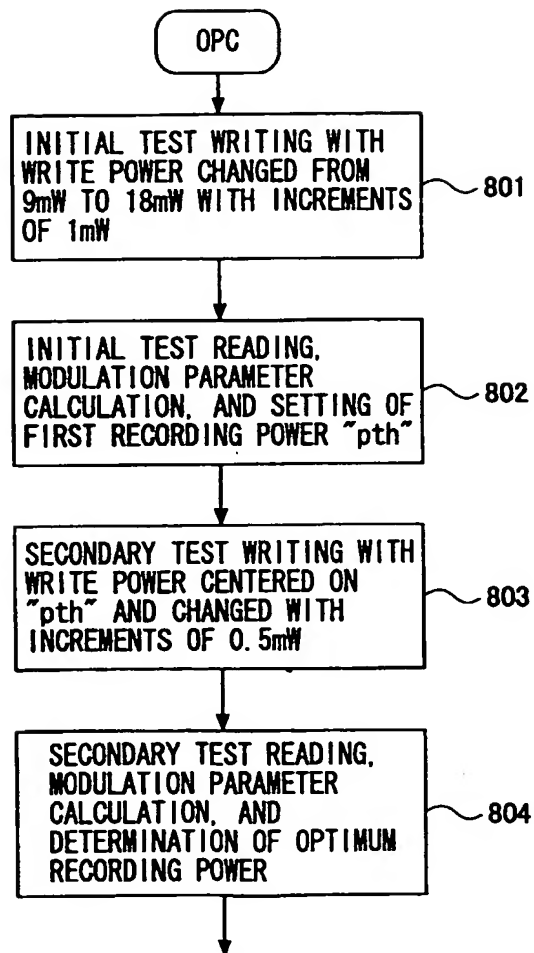 OPC
INITIAL TEST WRITING WITH
WRITE POWER CHANGED FROM
9mW TO 18mW WITH INCREMENTS
OF 1mW
801
INITIAL TEST READING,
MODULATION PARAMETER
CALCULATION, AND SETTING OF
FIRST RECORDING POWER "pth"
802
SECONDARY TEST WRITING WITH
WRITE POWER CENTERED ON
"pth" AND CHANGED WITH
INCREMENTS OF 0.5mW
803
SECONDARY TEST READING,
MODULATION PARAMETER
CALCULATION, AND
DETERMINATION OF OPTIMUM
RECORDING POWER
804